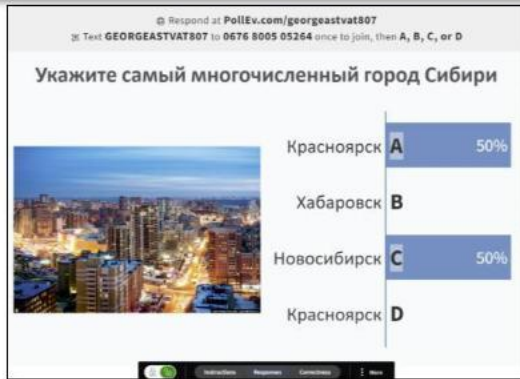 Respond at PollEv.com/georgeastvat807
Text GEORGEASTVAT807 to 0676 8005 05264 once to join, then A, B, C, or D
Укажите самый многочисленный город Сибири
Красноярск A 50%
Хабаровск B
Новосибирск C 50%
Красноярск D
Instructions Responses Correctness More